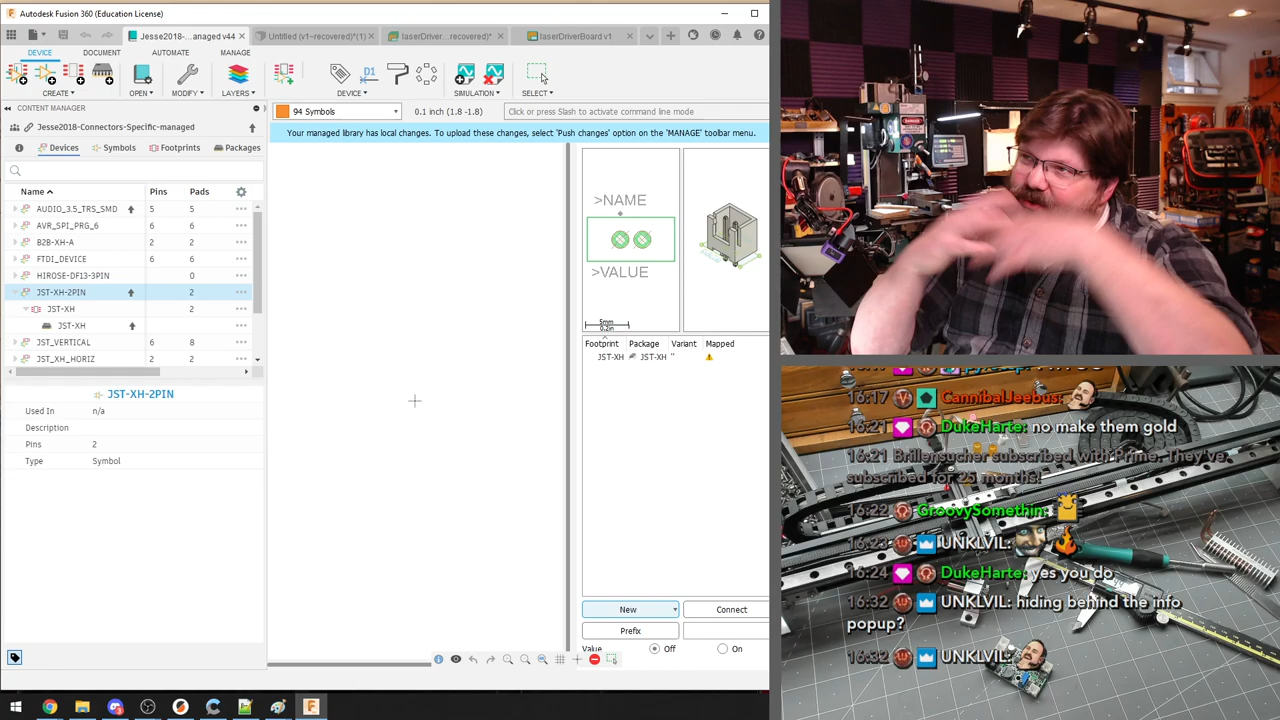 Autodesk Fusion 360 (Education License)
Jesse2018-...anaged v44
Untitled (v1~recovered)*(1)
laserDriver...recovered)*
laserDriverBoard v1
DEVICE
DOCUMENT
AUTOMATE
MANAGE
CREATE
OPEN
MODIFY
LAYERS
D1
DEVICE
SIMULATION
SELECT
CONTENT MANAGER
94 Symbols
0.1 inch (1.8 -1.8)
Click or press Slash to activate command line mode
Jesse2018-Connectors-Specific-managed
Your managed library has local changes. To upload these changes, select 'Push changes' option on the 'MANAGE' toolbar menu.
Devices
Symbols
Footprints
Packages
Name Pins Pads
AUDIO_3.5_TRS_SMD 5 5
AVR_SPI_PRG_6 6 6
B2B-XH-A 2 2
FTDI_DEVICE 6 6
HIROSE-DF13-3PIN 0
JST-XH-2PIN 2
JST-XH 2
JST-XH
JST_VERTICAL 6 8
JST_XH_HORIZ 2 2
JST-XH-2PIN
Used In n/a
Description
Pins 2
Type Symbol
>NAME
>VALUE
5mm
0.2in
Footprint Package Variant Mapped
JST-XH JST-XH ''
New
Connect
Prefix
Value Off On
16:17 CannibalJeebus:
16:21 DukeHarte: no make them gold
16:21 Brillensucher subscribed with Prime. They've
subscribed for 25 months!
16:22 GroovySomethin:
16:23 UNKLVIL:
16:24 DukeHarte: yes you do
16:32 UNKLVIL: hiding behind the info
popup?
16:32 UNKLVIL: